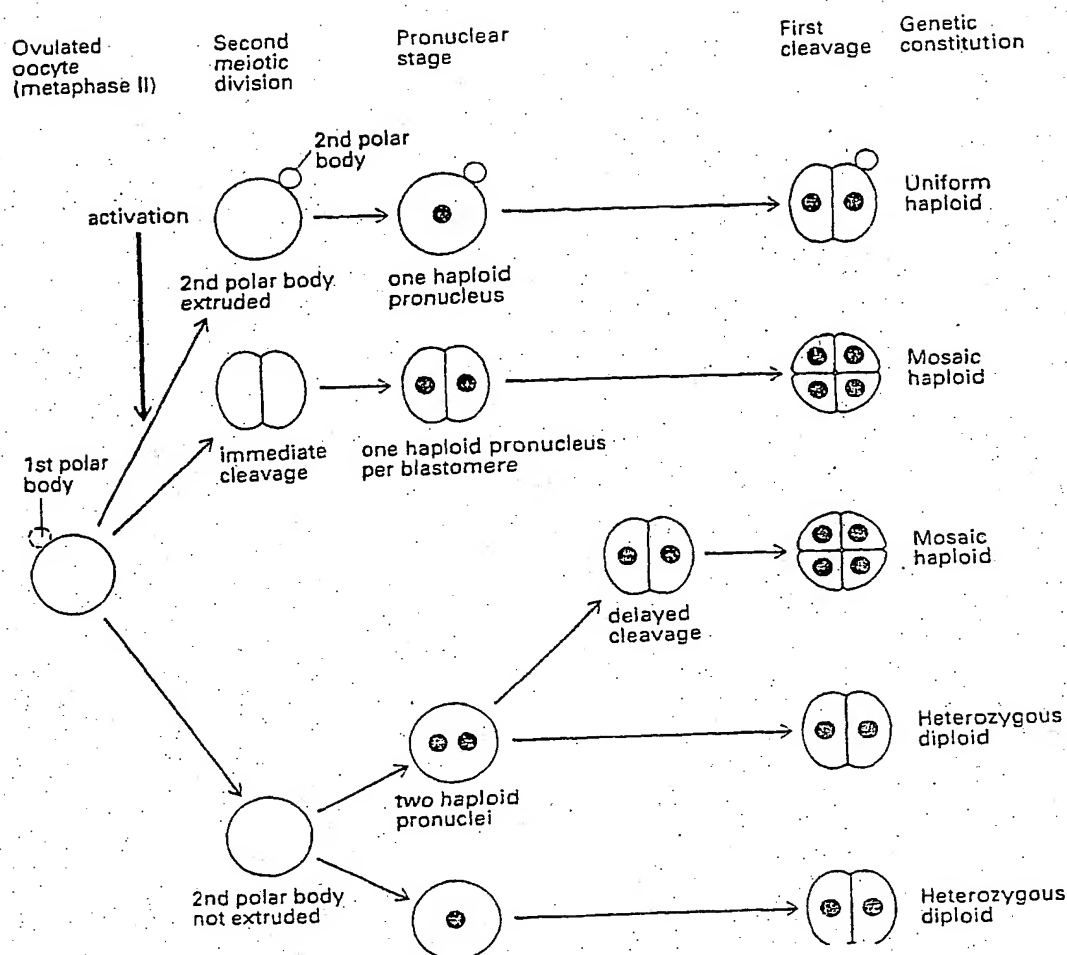 Ovulated
oocyte
(metaphase II)
Second
meiotic
division
Pronuclear
stage
First
cleavage
Genetic
constitution
2nd polar
body
activation
2nd polar body
extruded
one haploid
pronucleus
Uniform
haploid
immediate
cleavage
one haploid pronucleus
per blastomere
Mosaic
haploid
1st polar
body
delayed
cleavage
Mosaic
haploid
two haploid
pronuclei
Heterozygous
diploid
2nd polar body
not extruded
Heterozygous
diploid